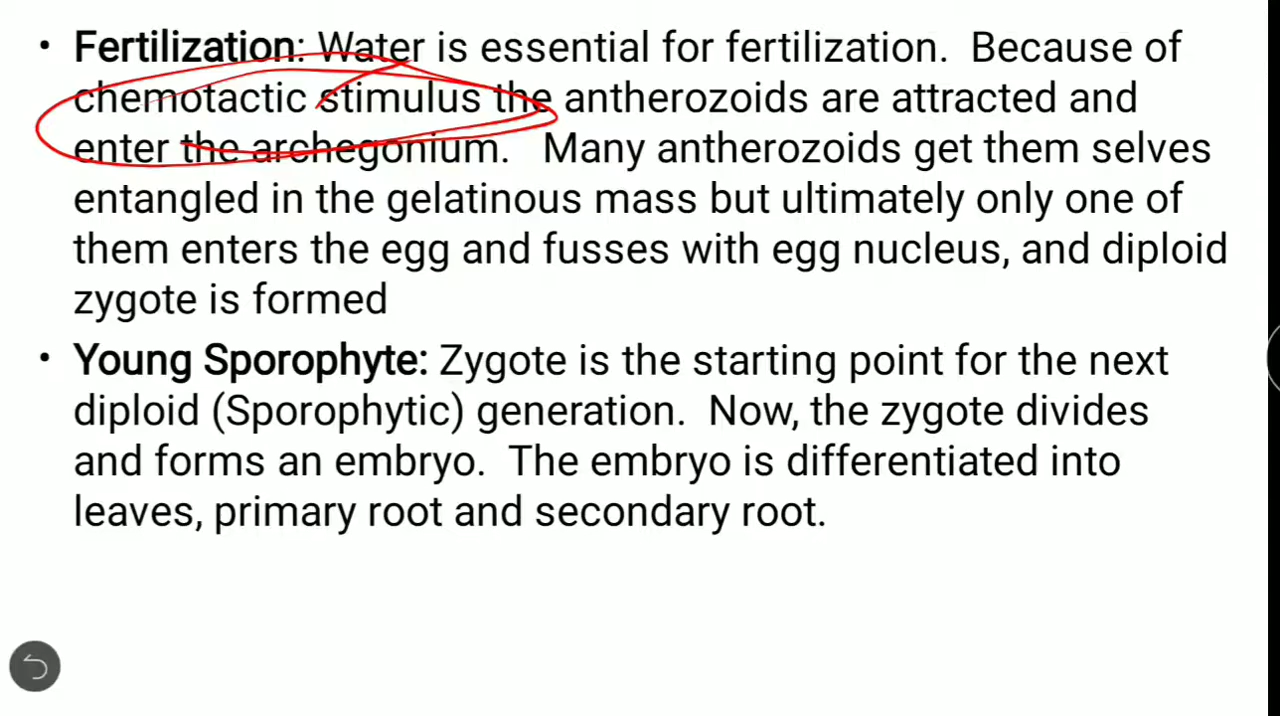 • Fertilization: Water is essential for fertilization. Because of
chemotactic stimulus the antherozoids are attracted and
enter the archegonium. Many antherozoids get them selves
entangled in the gelatinous mass but ultimately only one of
them enters the egg and fusses with egg nucleus, and diploid
zygote is formed
• Young Sporophyte: Zygote is the starting point for the next
diploid (Sporophytic) generation. Now, the zygote divides
and forms an embryo. The embryo is differentiated into
leaves, primary root and secondary root.